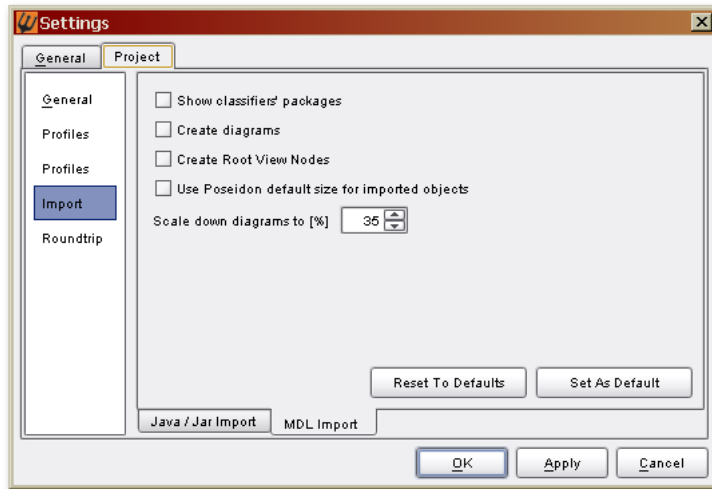 Settings
General
Project
General
Profiles
Profiles
Import
Roundtrip
Show classifiers' packages
Create diagrams
Create Root View Nodes
Use Poseidon default size for imported objects
Scale down diagrams to [%] 35
Reset To Defaults
Set As Default
Java / Jar Import
MDL Import
OK
Apply
Cancel